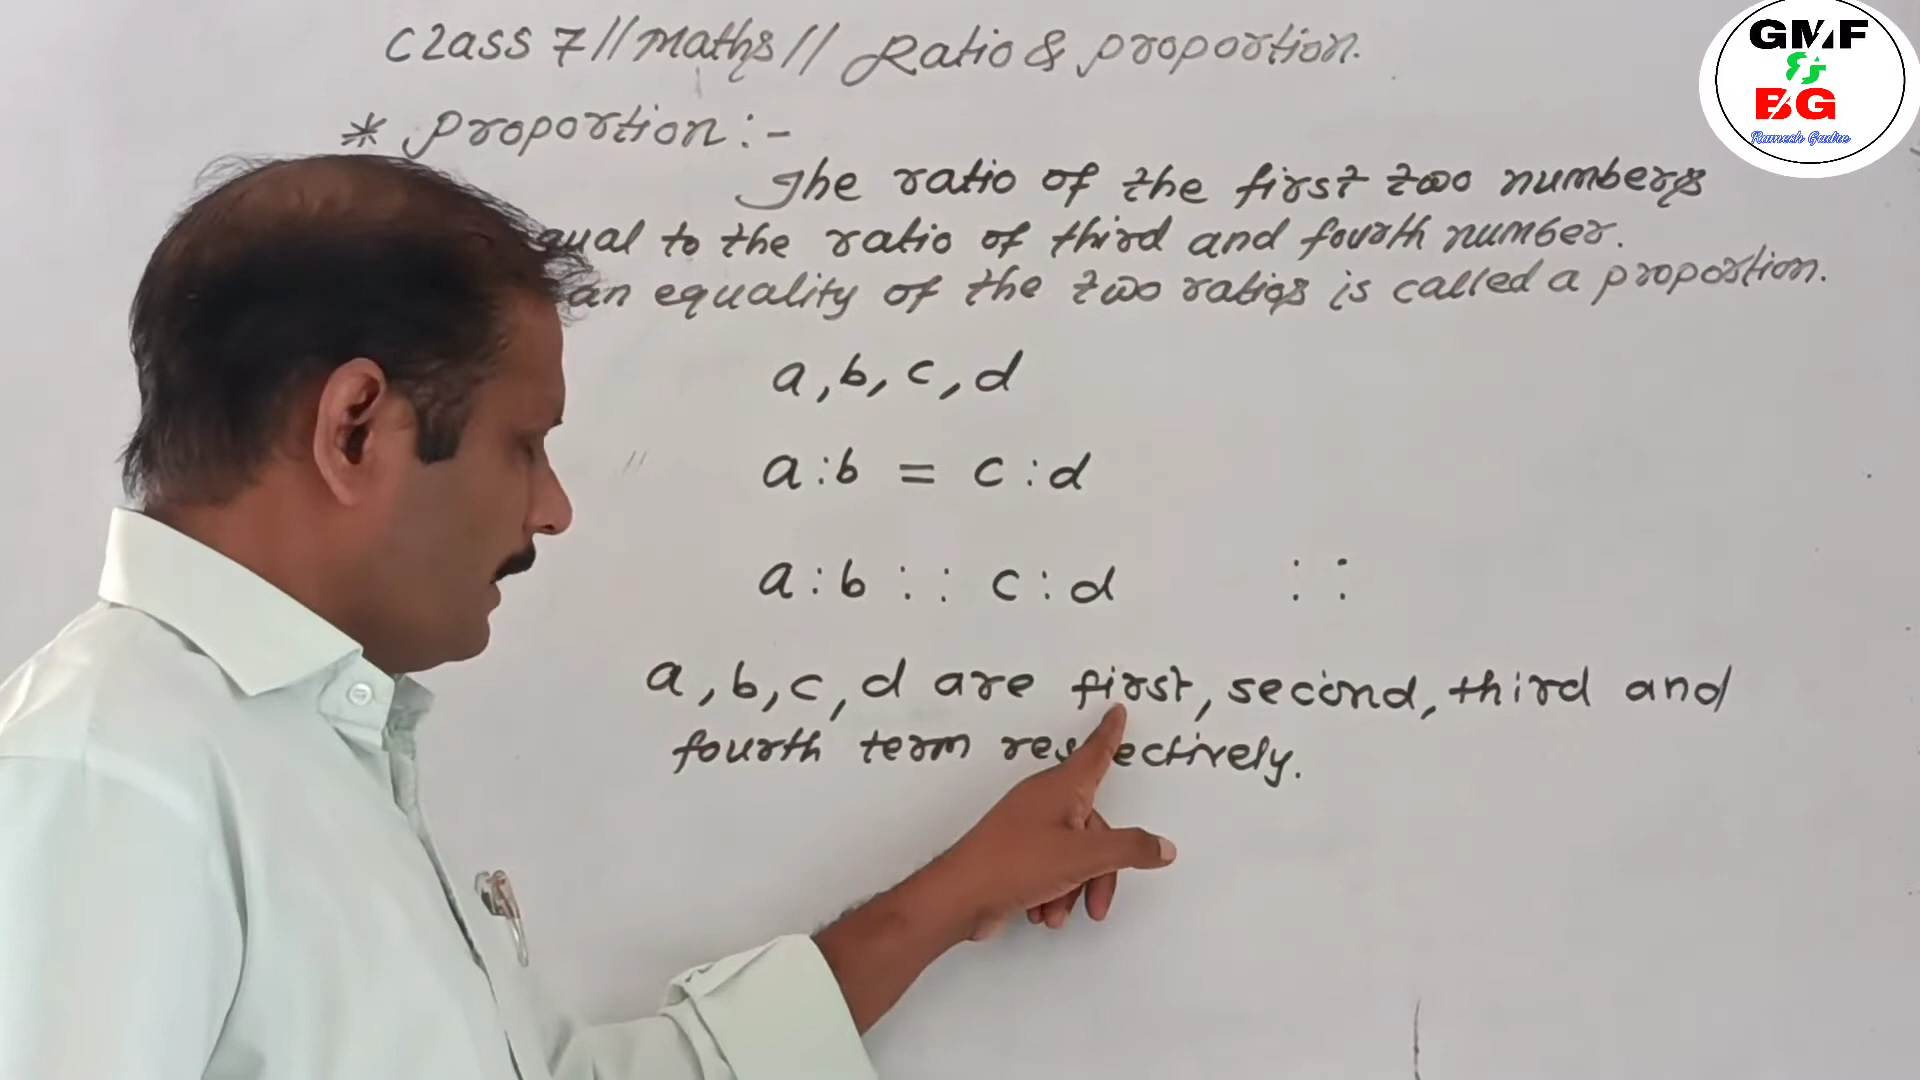 Class 7 // Maths // Ratio & Proportion.
* Proportion :-
The ratio of the first two numbers
equal to the ratio of third and fourth number.
an equality of the two ratios is called a proportion.
a, b, c, d
a : b = c : d
a : b : : c : d : :
a, b, c, d are first, second, third and
fourth term respectively.
GMF
BG
Ramesh Gadre